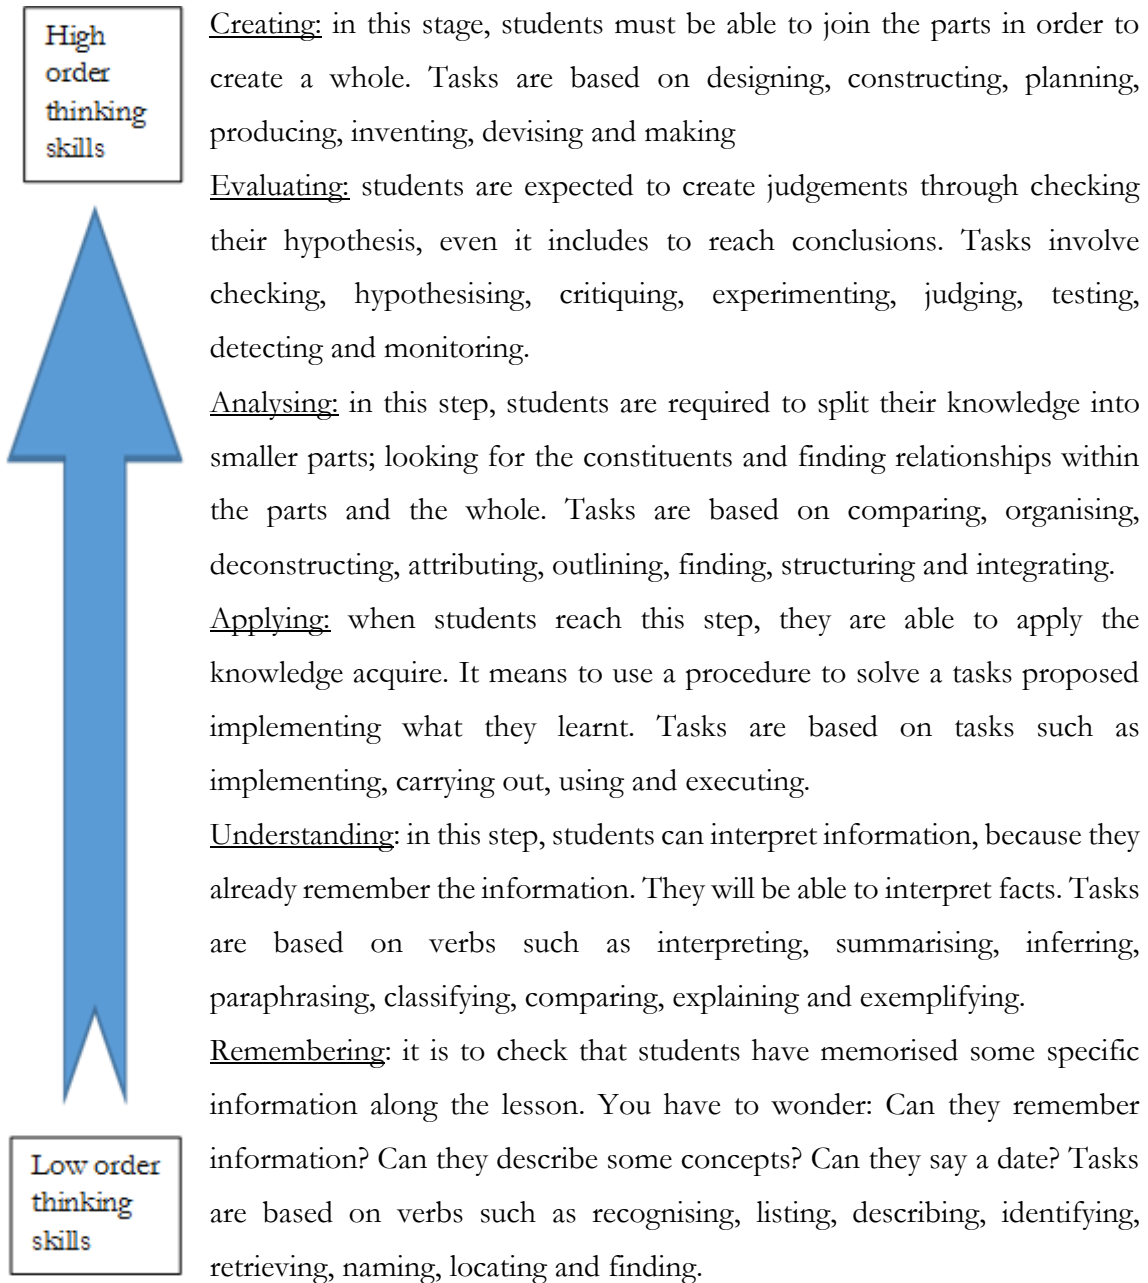 High
order
thinking
skills
Creating: in this stage, students must be able to join the parts in order to
create a whole. Tasks are based on designing, constructing, planning,
producing, inventing, devising and making
Evaluating: students are expected to create judgements through checking
their hypothesis, even it includes to reach conclusions. Tasks involve
checking, hypothesising, critiquing, experimenting, judging, testing,
detecting and monitoring.
Analysing: in this step, students are required to split their knowledge into
smaller parts; looking for the constituents and finding relationships within
the parts and the whole. Tasks are based on comparing, organising,
deconstructing, attributing, outlining, finding, structuring and integrating.
Applying: when students reach this step, they are able to apply the
knowledge acquire. It means to use a procedure to solve a tasks proposed
implementing what they learnt. Tasks are based on tasks such as
implementing, carrying out, using and executing.
Understanding: in this step, students can interpret information, because they
already remember the information. They will be able to interpret facts. Tasks
are based on verbs such as interpreting, summarising, inferring,
paraphrasing, classifying, comparing, explaining and exemplifying.
Remembering: it is to check that students have memorised some specific
information along the lesson. You have to wonder: Can they remember
information? Can they describe some concepts? Can they say a date? Tasks
are based on verbs such as recognising, listing, describing, identifying,
retrieving, naming, locating and finding.
Low order
thinking
skills